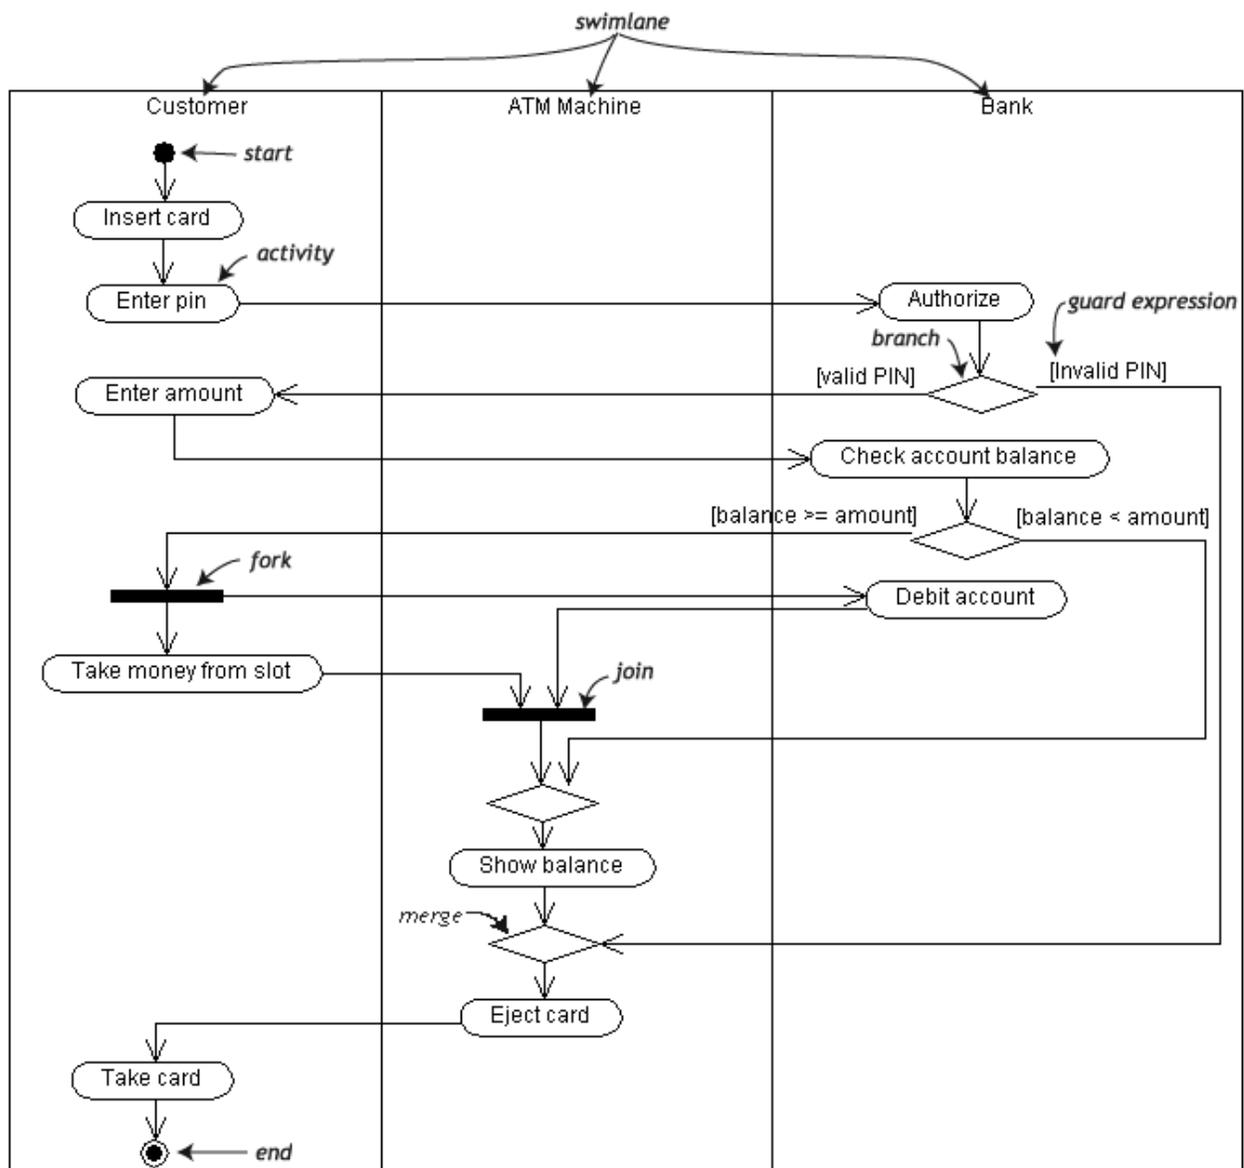 swimlane
Customer
ATM Machine
Bank
start
Insert card
activity
Enter pin
Authorize
guard expression
branch
[valid PIN]
[Invalid PIN]
Enter amount
Check account balance
[balance >= amount]
[balance < amount]
fork
Debit account
Take money from slot
join
Show balance
merge
Eject card
Take card
end